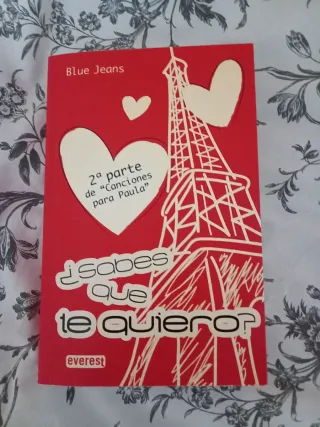 Blue Jeans
2ª parte
de "Canciones
para Paula"
¿sabes
que
te quiero?
everest